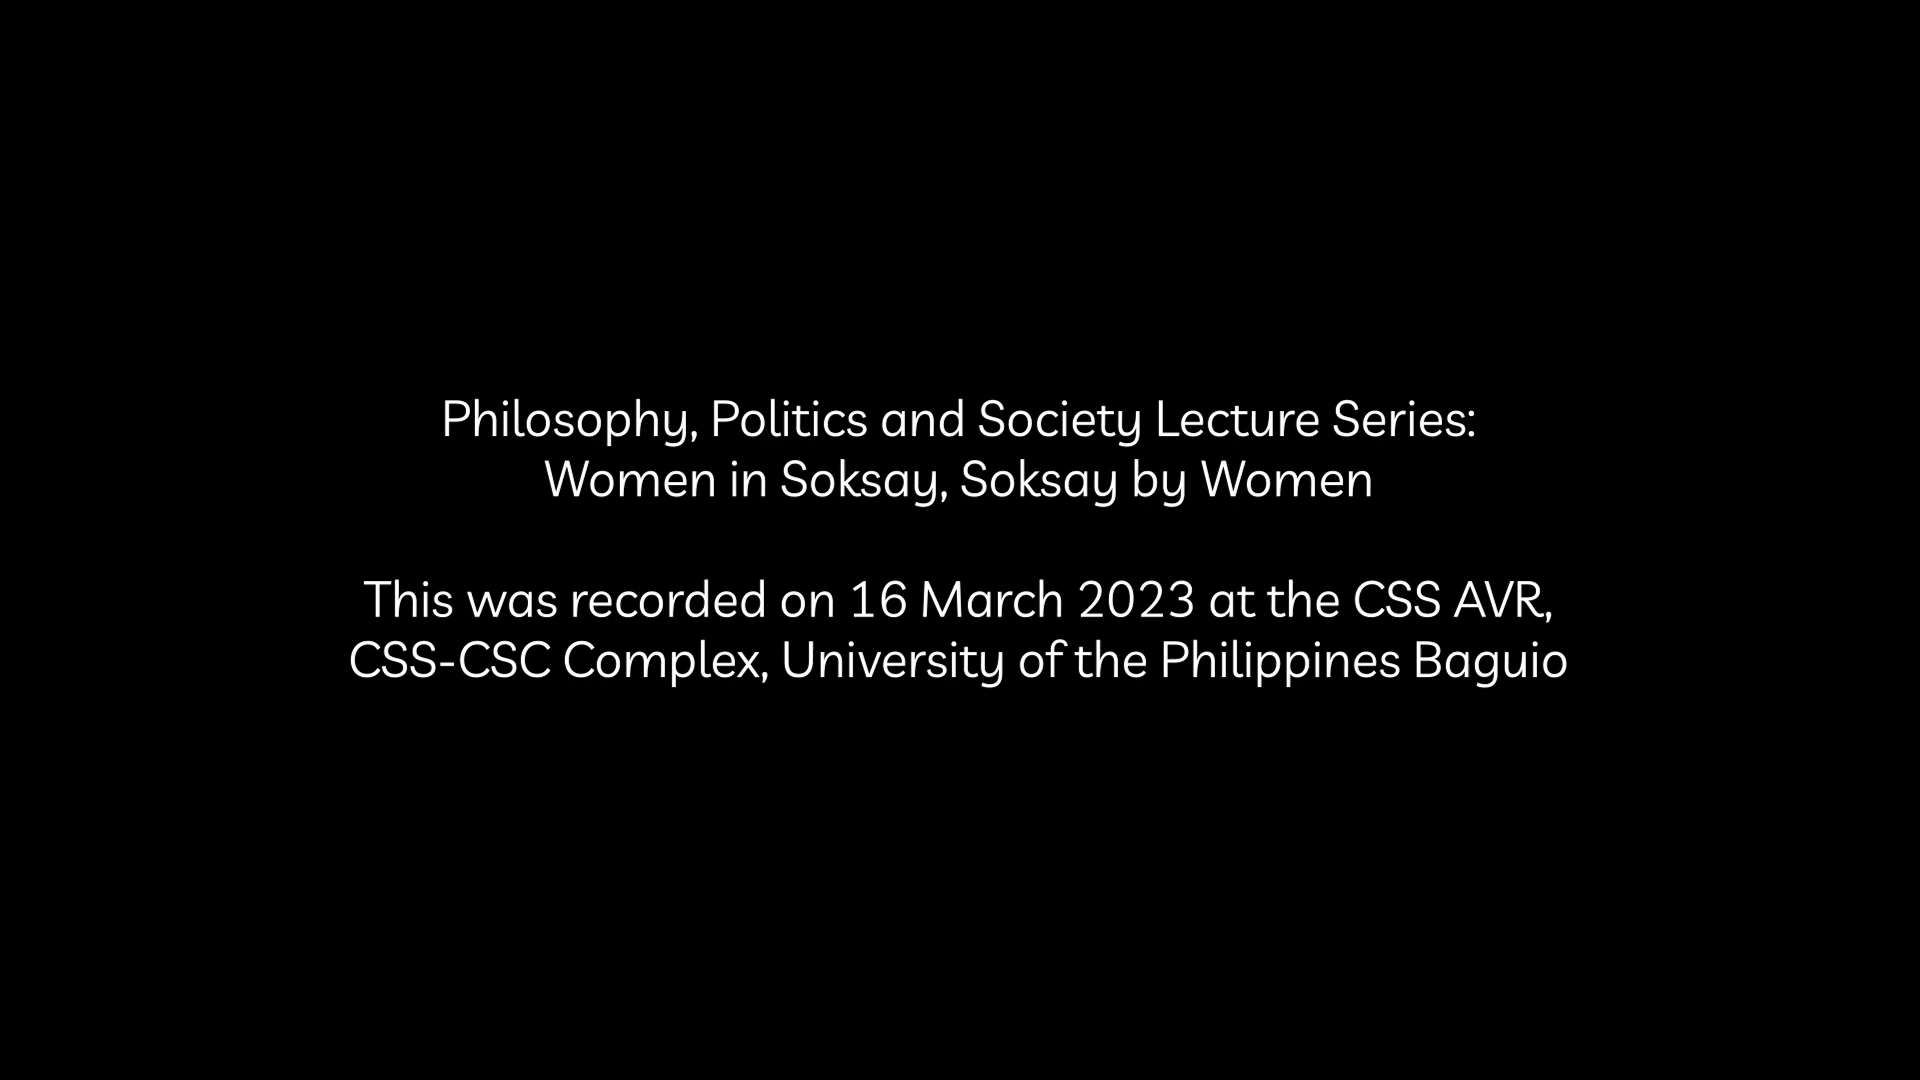 Philosophy, Politics and Society Lecture Series:
Women in Soksay, Soksay by Women
This was recorded on 16 March 2023 at the CSS AVR,
CSS-CSC Complex, University of the Philippines Baguio